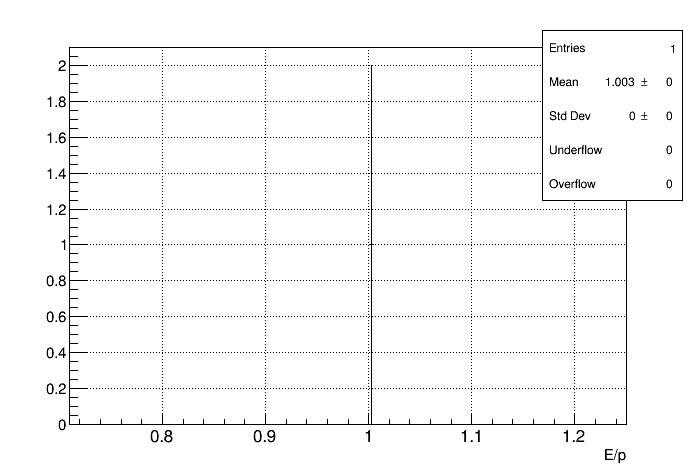 Entries 1
Mean 1.003 ± 0
Std Dev 0 ± 0
Underflow 0
Overflow 0
2
1.8
1.6
1.4
1.2
1
0.8
0.6
0.4
0.2
0
0.8 0.9 1 1.1 1.2
E/p